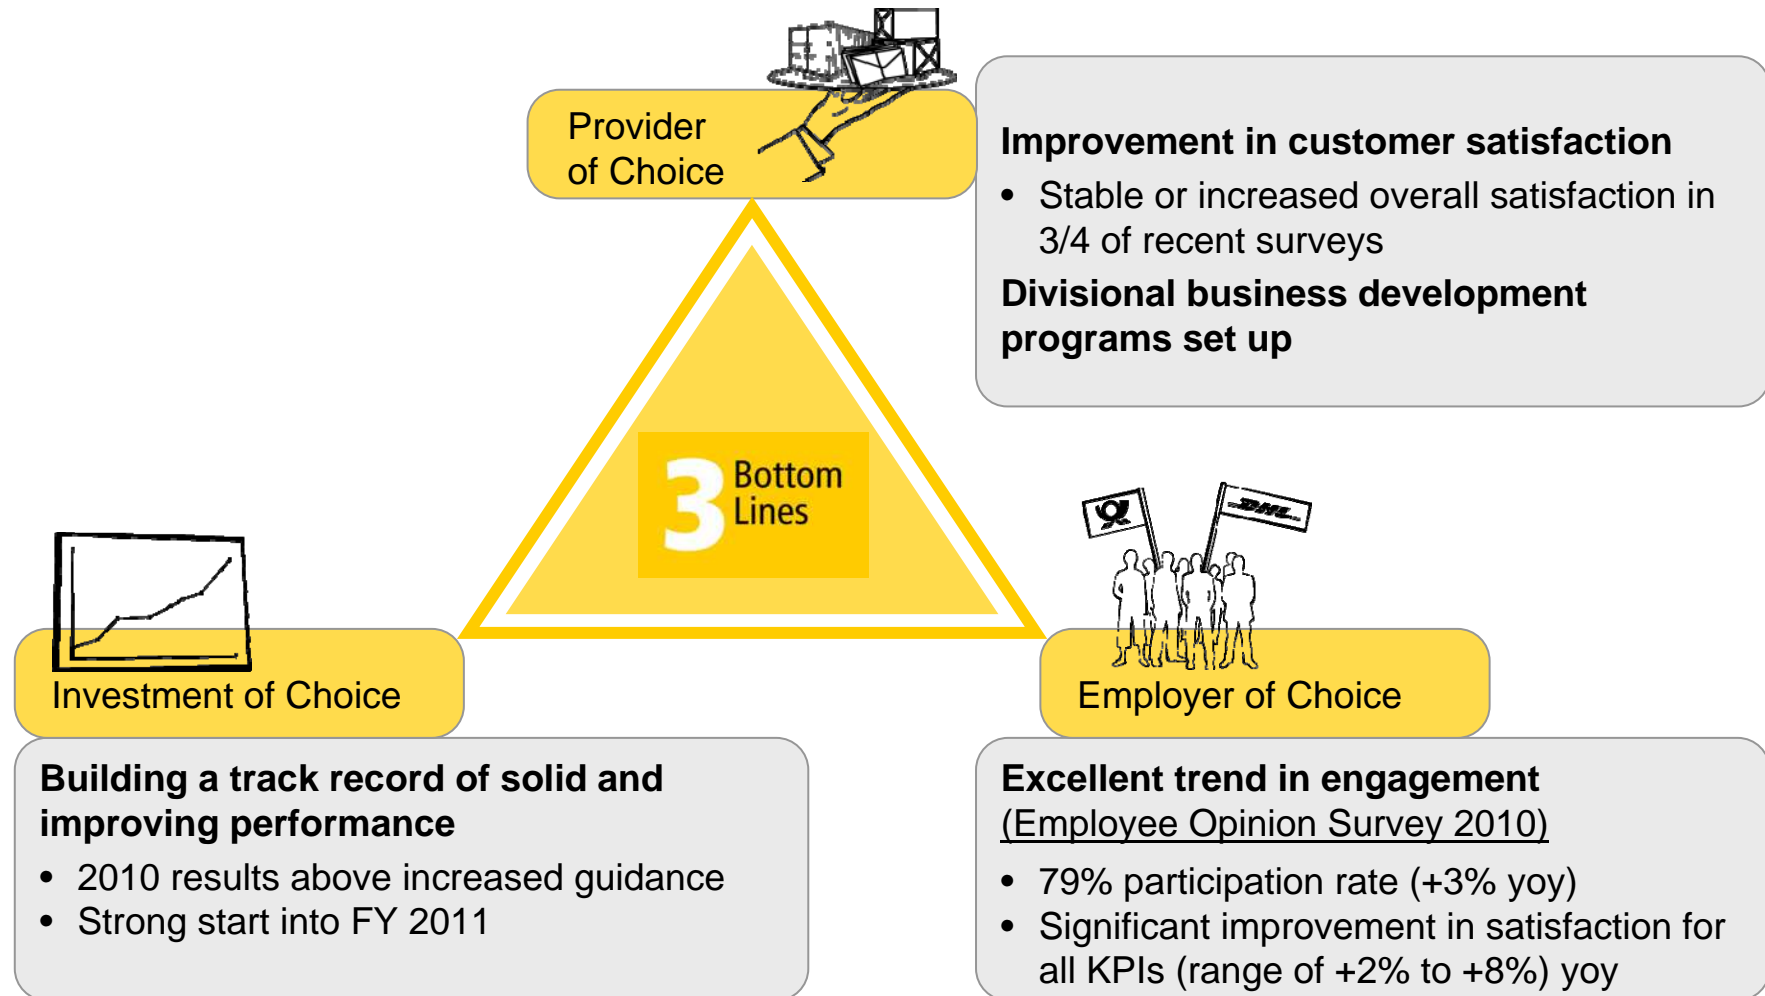 Provider
of Choice
Improvement in customer satisfaction
• Stable or increased overall satisfaction in
3/4 of recent surveys
Divisional business development
programs set up
3 Bottom
Lines
DHL
Investment of Choice
Building a track record of solid and
improving performance
• 2010 results above increased guidance
• Strong start into FY 2011
Employer of Choice
Excellent trend in engagement
(Employee Opinion Survey 2010)
• 79% participation rate (+3% yoy)
• Significant improvement in satisfaction for
all KPIs (range of +2% to +8%) yoy